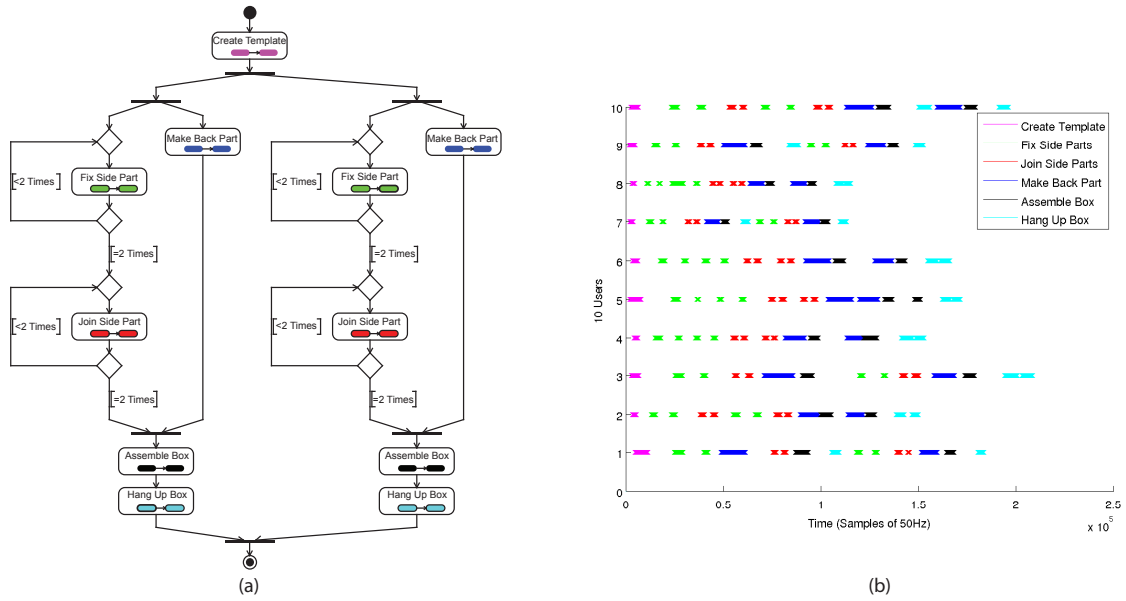 Create Template
Make Back Part
Make Back Part
Fix Side Part
Fix Side Part
[<2 Times]
[<2 Times]
[=2 Times]
[=2 Times]
Join Side Part
Join Side Part
[<2 Times]
[<2 Times]
[=2 Times]
[=2 Times]
Assemble Box
Assemble Box
Hang Up Box
Hang Up Box
(a)
10 Users
10
9
8
7
6
5
4
3
2
1
0
0
0.5
1
1.5
2
2.5
x 10^5
Time (Samples of 50Hz)
Create Template
Fix Side Parts
Join Side Parts
Make Back Part
Assemble Box
Hang Up Box
(b)